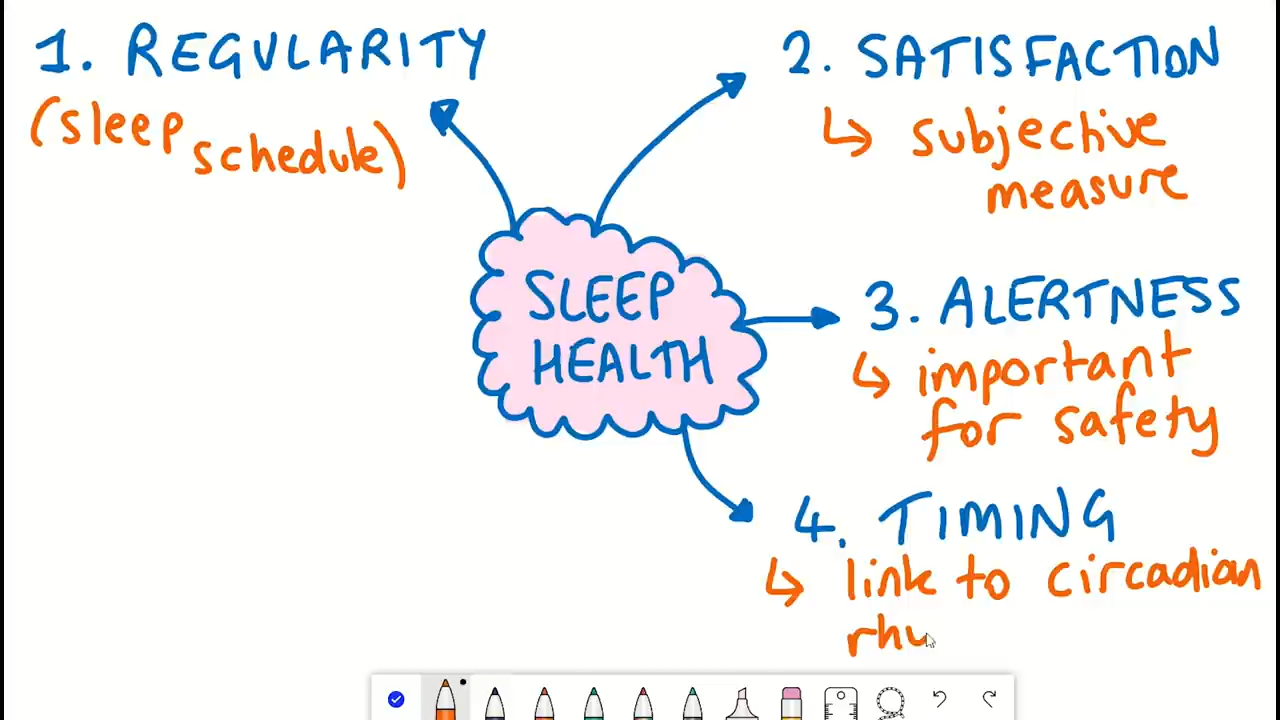 1. REGULARITY
(sleep schedule)
2. SATISFACTION
↳ subjective
measure
SLEEP
HEALTH
3. ALERTNESS
↳ important
for safety
4. TIMING
↳ link to circadian
rhy